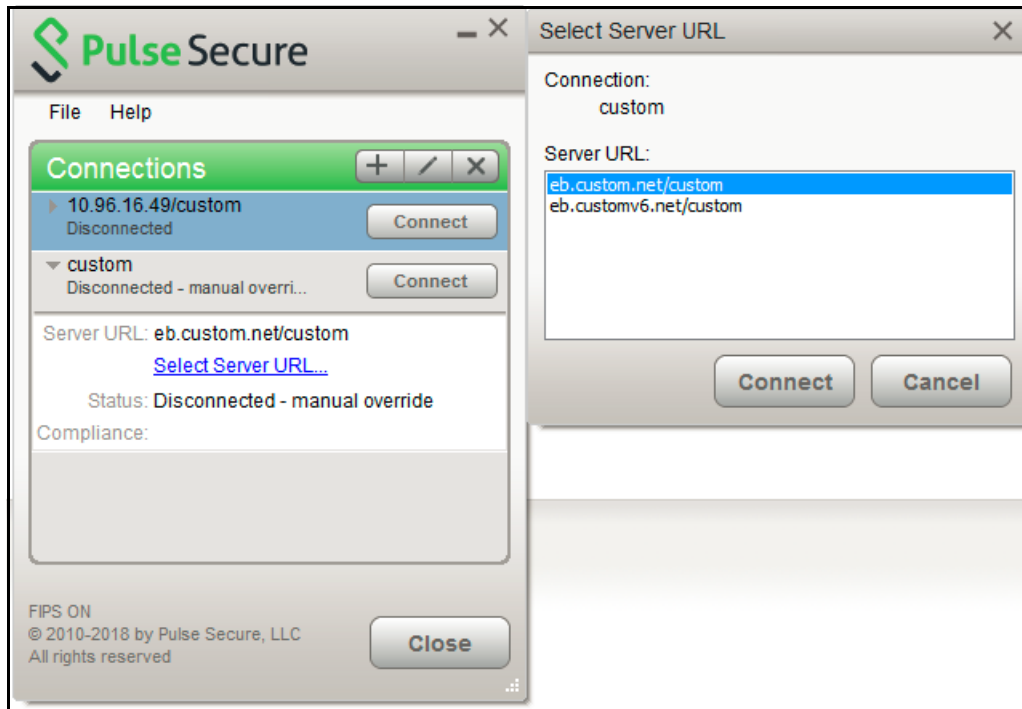 Pulse Secure
File Help
Connections
10.96.16.49/custom
Disconnected
Connect
custom
Disconnected - manual overri...
Connect
Server URL: eb.custom.net/custom
Select Server URL...
Status: Disconnected - manual override
Compliance:
FIPS ON
© 2010-2018 by Pulse Secure, LLC
All rights reserved
Close
Select Server URL
Connection:
custom
Server URL:
eb.custom.net/custom
eb.customv6.net/custom
Connect Cancel